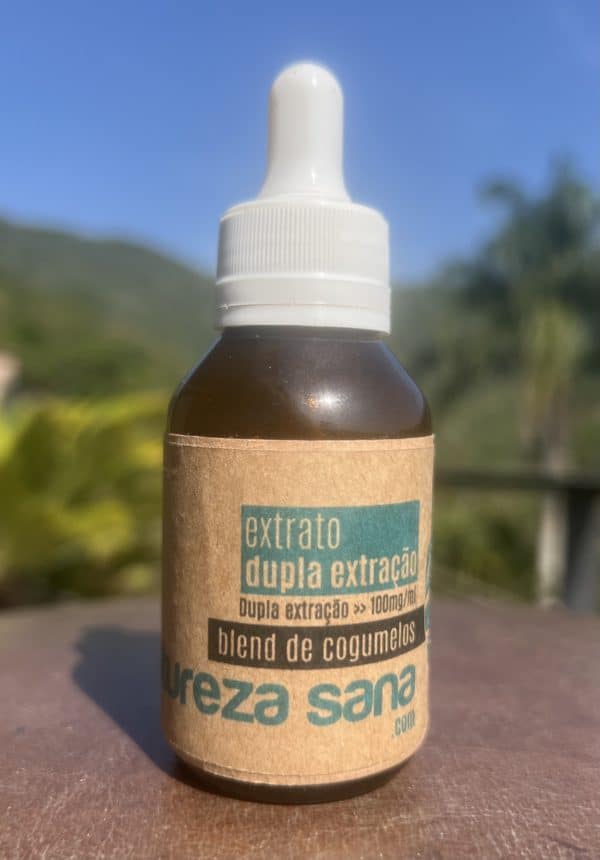 extrato
dupla extração
Dupla extração >> 100mg/ml
blend de cogumelos
ureza sana
.com